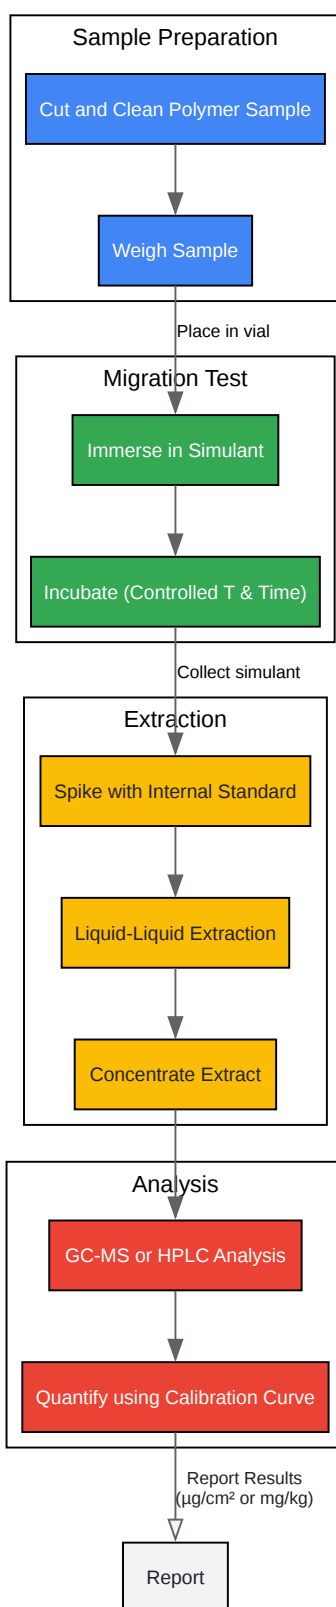 Sample Preparation
Cut and Clean Polymer Sample
Weigh Sample
Place in vial
Migration Test
Immerse in Simulant
Incubate (Controlled T & Time)
Collect simulant
Extraction
Spike with Internal Standard
Liquid-Liquid Extraction
Concentrate Extract
Analysis
GC-MS or HPLC Analysis
Quantify using Calibration Curve
Report Results
(µg/cm² or mg/kg)
Report